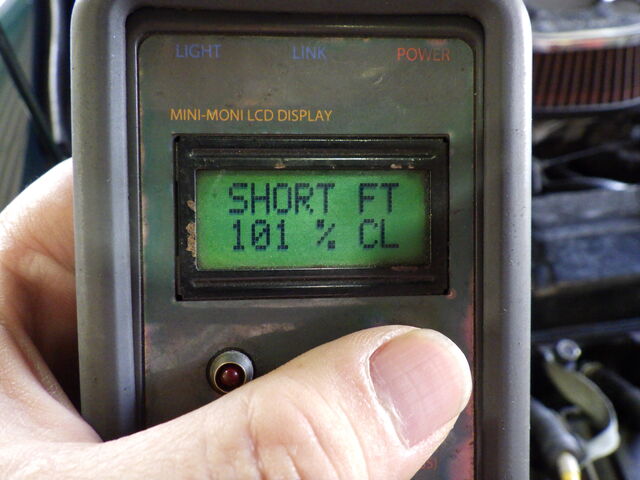 LIGHT LINK POWER
MINI-MONI LCD DISPLAY
SHORT FT
101 % CL